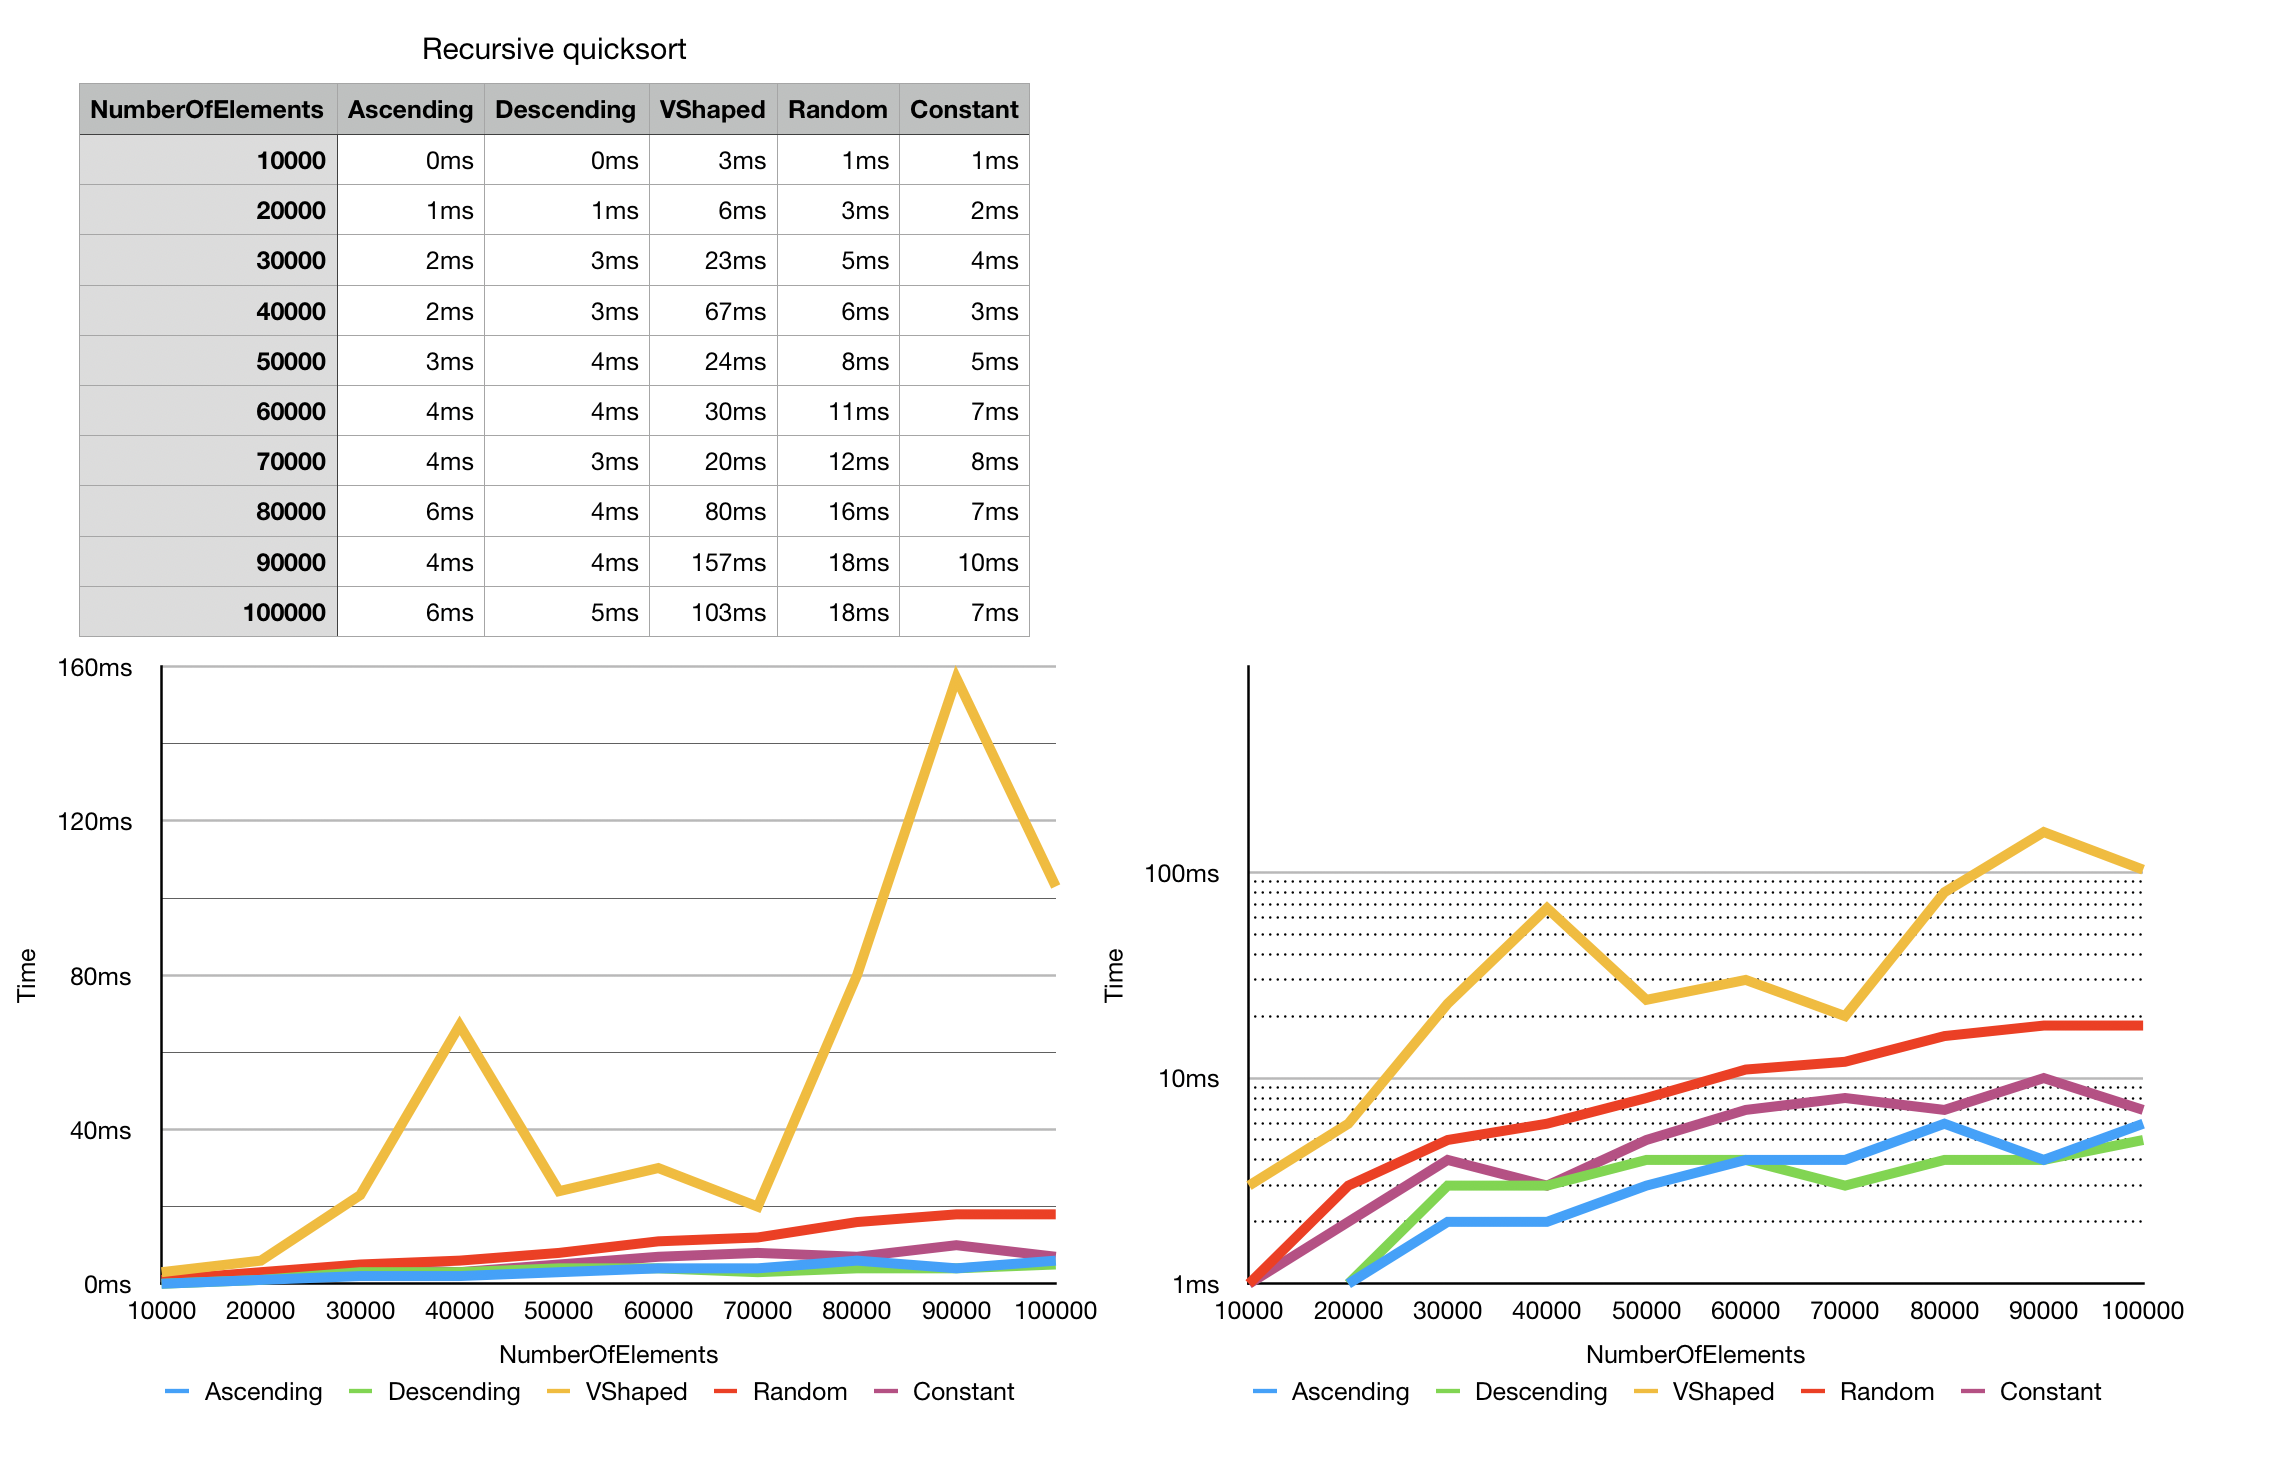 Recursive quicksort
NumberOfElements Ascending Descending VShaped Random Constant
10000 0ms 0ms 3ms 1ms 1ms
20000 1ms 1ms 6ms 3ms 2ms
30000 2ms 3ms 23ms 5ms 4ms
40000 2ms 3ms 67ms 6ms 3ms
50000 3ms 4ms 24ms 8ms 5ms
60000 4ms 4ms 30ms 11ms 7ms
70000 4ms 3ms 20ms 12ms 8ms
80000 6ms 4ms 80ms 16ms 7ms
90000 4ms 4ms 157ms 18ms 10ms
100000 6ms 5ms 103ms 18ms 7ms
160ms
120ms
80ms
40ms
0ms
Time
10000 20000 30000 40000 50000 60000 70000 80000 90000 100000
NumberOfElements
Ascending Descending VShaped Random Constant
100ms
10ms
1ms
Time
10000 20000 30000 40000 50000 60000 70000 80000 90000 100000
NumberOfElements
Ascending Descending VShaped Random Constant